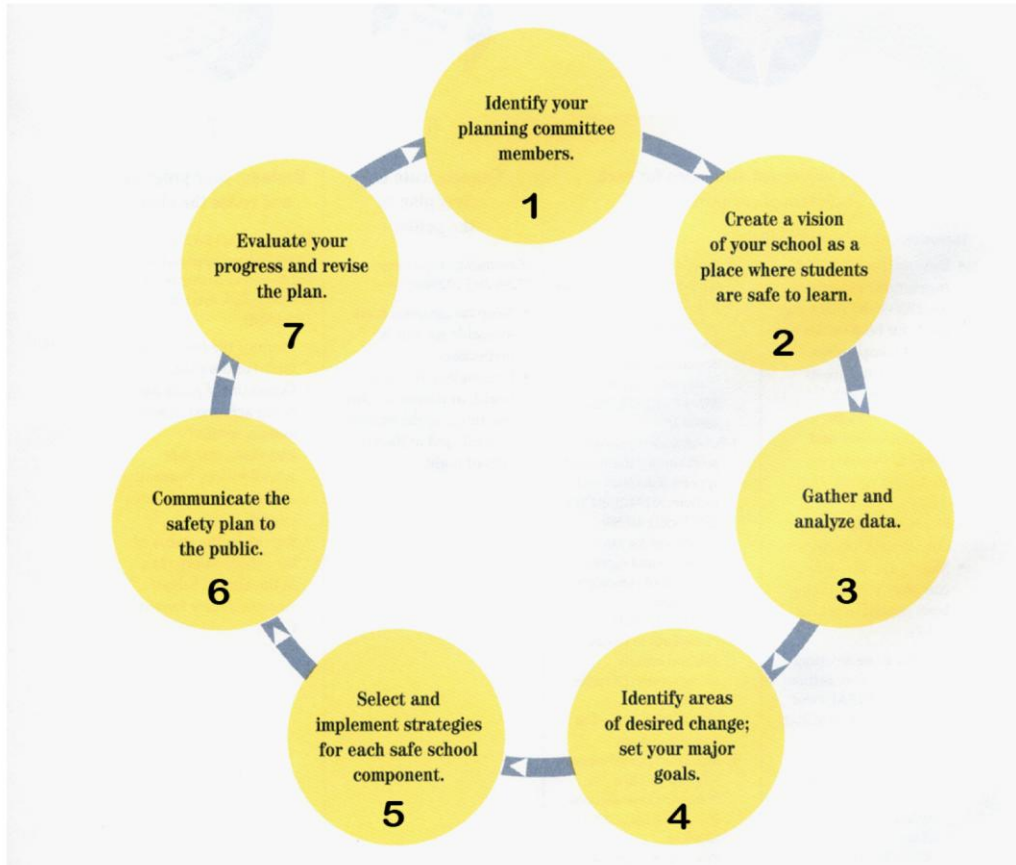 Identify your
planning committee
members.
1
Create a vision
of your school as a
place where students
are safe to learn.
2
Gather and
analyze data.
3
Identify areas
of desired change;
set your major
goals.
4
Select and
implement strategies
for each safe school
component.
5
Communicate the
safety plan to
the public.
6
Evaluate your
progress and revise
the plan.
7